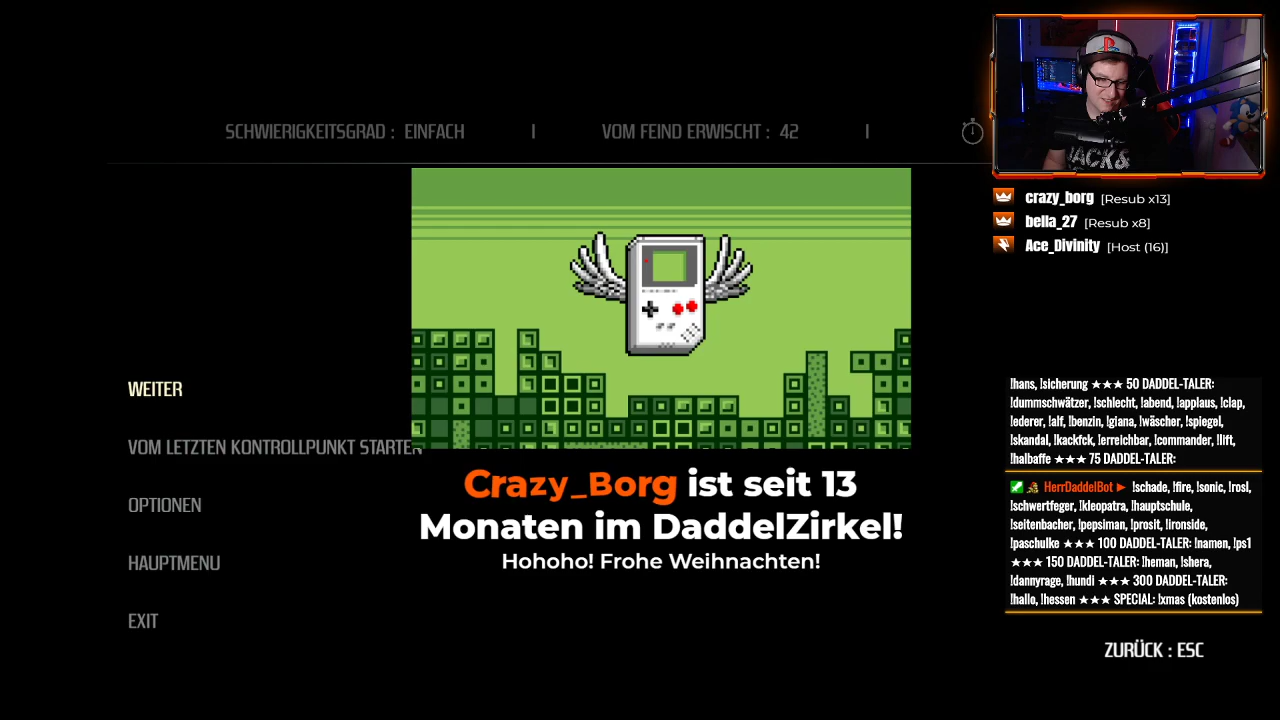 SCHWIERIGKEITSGRAD : EINFACH | VOM FEIND ERWISCHT : 42 |
WEITER
VOM LETZTEN KONTROLLPUNKT STARTEN
OPTIONEN
HAUPTMENU
EXIT
Crazy_Borg ist seit 13
Monaten im DaddelZirkel!
Hohoho! Frohe Weihnachten!
JACK&
crazy_borg [Resub x13]
bella_27 [Resub x8]
Ace_Divinity [Host (16)]
!hans, !sicherung ★★★ 50 DADDEL-TALER:
!dummschwätzer, !schlecht, !abend, !applaus, !clap,
!ederer, !alf, !benzin, !giana, !wäscher, !spiegel,
!skandal, !kackfck, !erreichbar, !commander, !lift,
!halbaffe ★★★ 75 DADDEL-TALER:
HerrDaddelBot ► !schade, !fire, !sonic, !rosl,
!schwertfeger, !kleopatra, !hauptschule,
!seitenbacher, !pepsiman, !prosit, !ironside,
!paschulke ★★★ 100 DADDEL-TALER: !namen, !ps1
★★★ 150 DADDEL-TALER: !heman, !shera,
!dannyrage, !hundi ★★★ 300 DADDEL-TALER:
!hallo, !hessen ★★★ SPECIAL: !xmas (kostenlos)
ZURÜCK : ESC